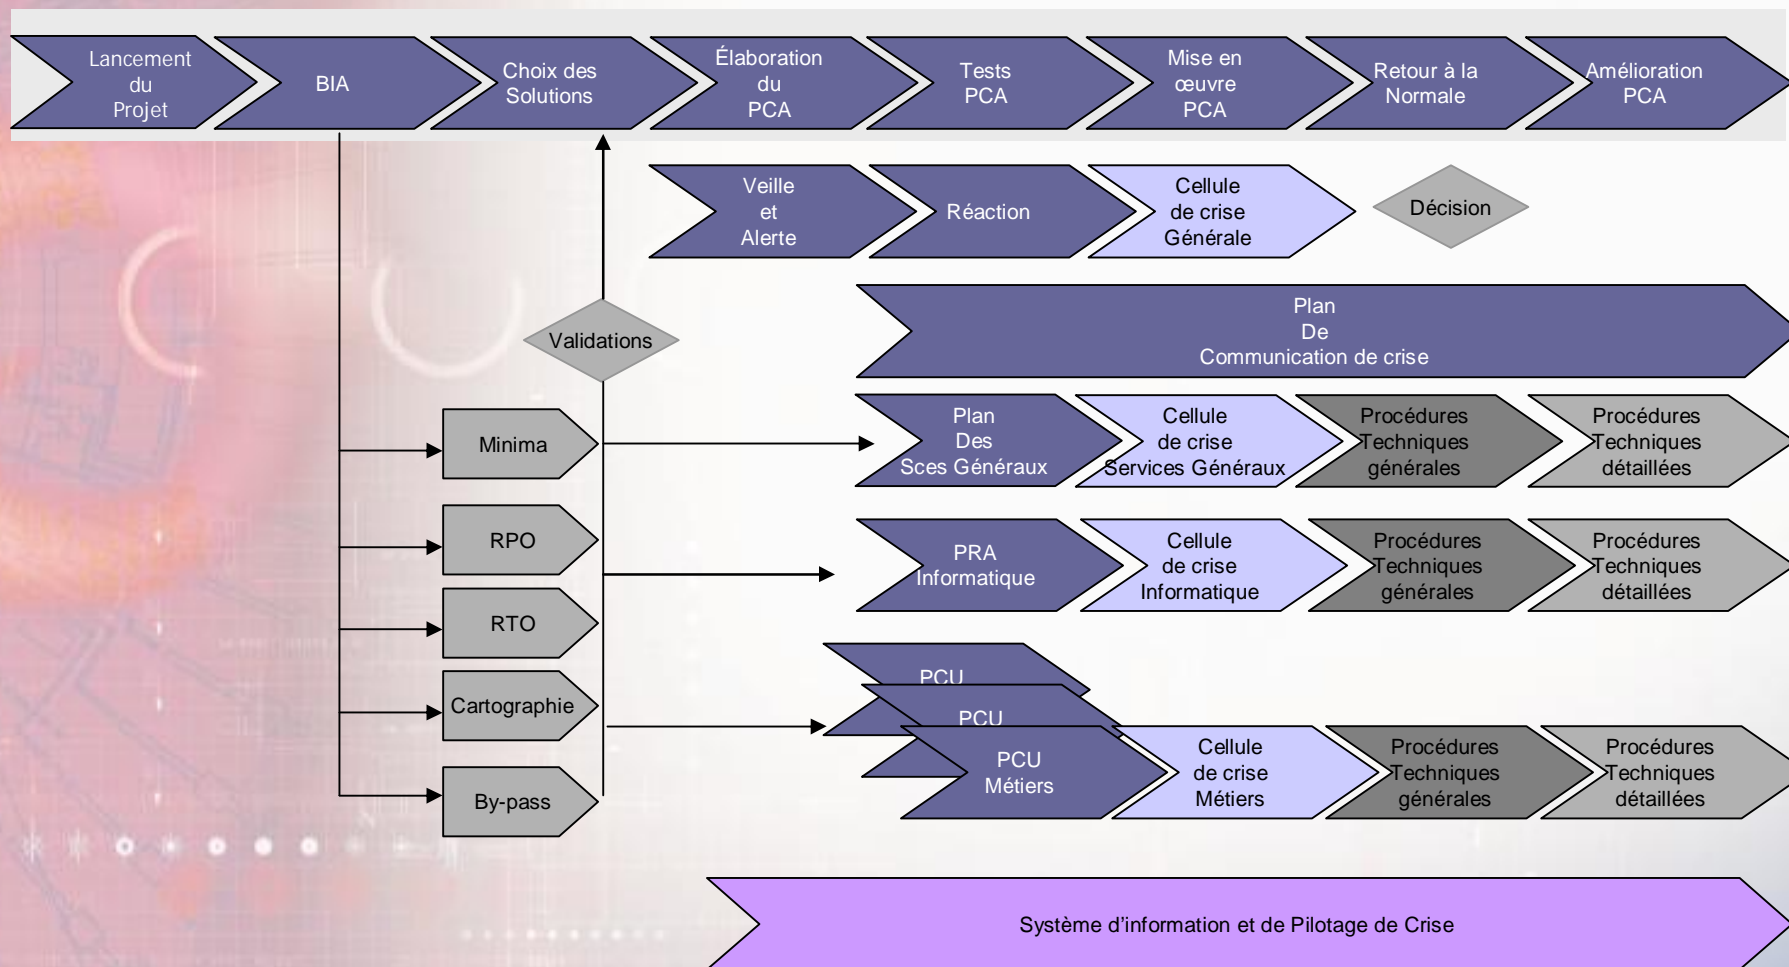 Lancement
du
Projet
BIA
Choix des
Solutions
Élaboration
du
PCA
Tests
PCA
Mise en
œuvre
PCA
Retour à la
Normale
Amélioration
PCA
Veille
et
Alerte
Réaction
Cellule
de crise
Générale
Décision
Plan
De
Communication de crise
Validations
Minima
RPO
RTO
Cartographie
By-pass
Plan
Des
Sces Généraux
Cellule
de crise
Services Généraux
Procédures
Techniques
générales
Procédures
Techniques
détaillées
PRA
Informatique
Cellule
de crise
Informatique
Procédures
Techniques
générales
Procédures
Techniques
détaillées
PCU
PCU
PCU
Métiers
Cellule
de crise
Métiers
Procédures
Techniques
générales
Procédures
Techniques
détaillées
Système d'information et de Pilotage de Crise